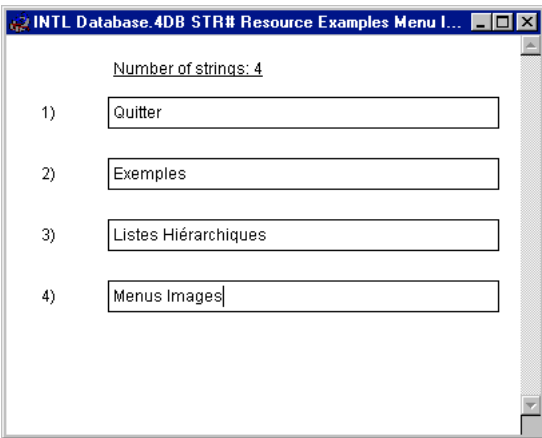 INTL Database.4DB STR# Resource Examples Menu I...
Number of strings: 4
1) Quitter
2) Exemples
3) Listes Hiérarchiques
4) Menus Images